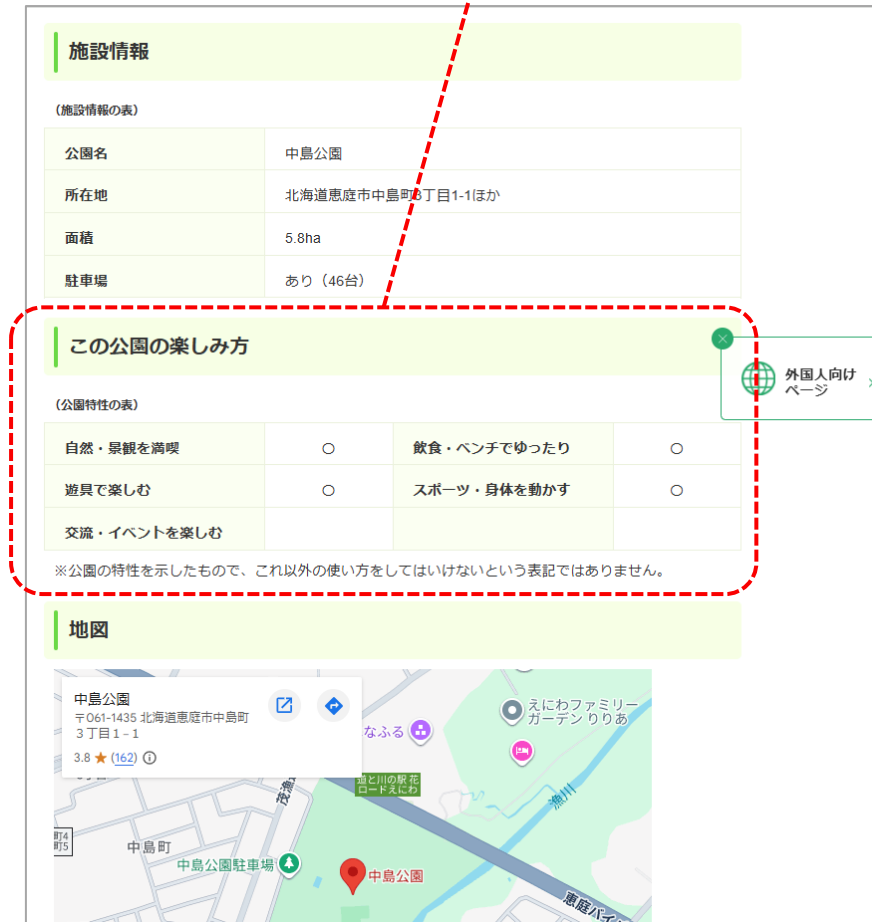 施設情報
（施設情報の表）
公園名 中島公園
所在地 北海道恵庭市中島町3丁目1-1ほか
面積 5.8ha
駐車場 あり（46台）
この公園の楽しみ方
外国人向け
ページ
（公園特性の表）
自然・景観を満喫 〇 飲食・ベンチでゆったり 〇
遊具で楽しむ 〇 スポーツ・身体を動かす 〇
交流・イベントを楽しむ
※公園の特性を示したもので、これ以外の使い方をしてはいけないという表記ではありません。
地図
中島公園
〒061-1435 北海道恵庭市中島町
３丁目１−１
3.8 ★ (162)
なふる
えにわファミリー
ガーデン りりあ
道と川の駅 花
ロードえにわ
茂漁
漁川
町4
町5
中島町
中島公園駐車場
中島公園
恵庭バイ